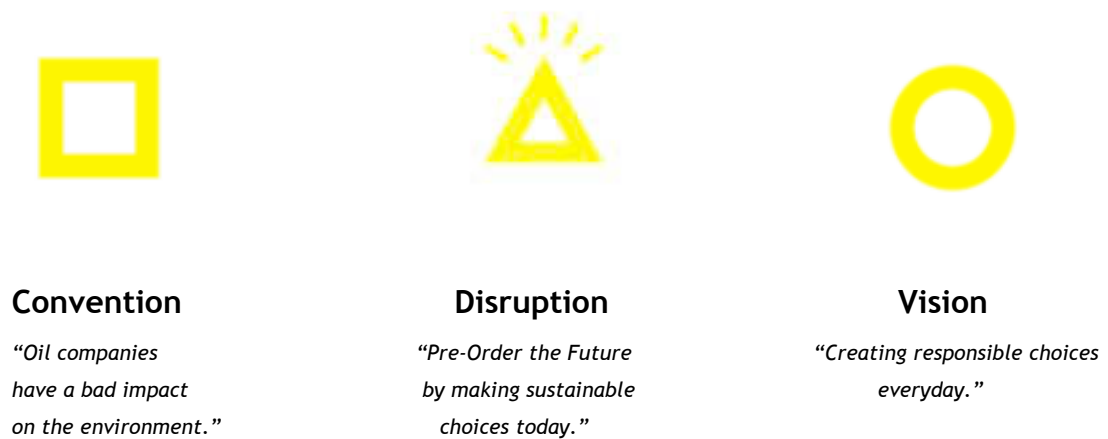 Convention
“Oil companies
have a bad impact
on the environment.”
Disruption
“Pre-Order the Future
by making sustainable
choices today.”
Vision
“Creating responsible choices
everyday.”